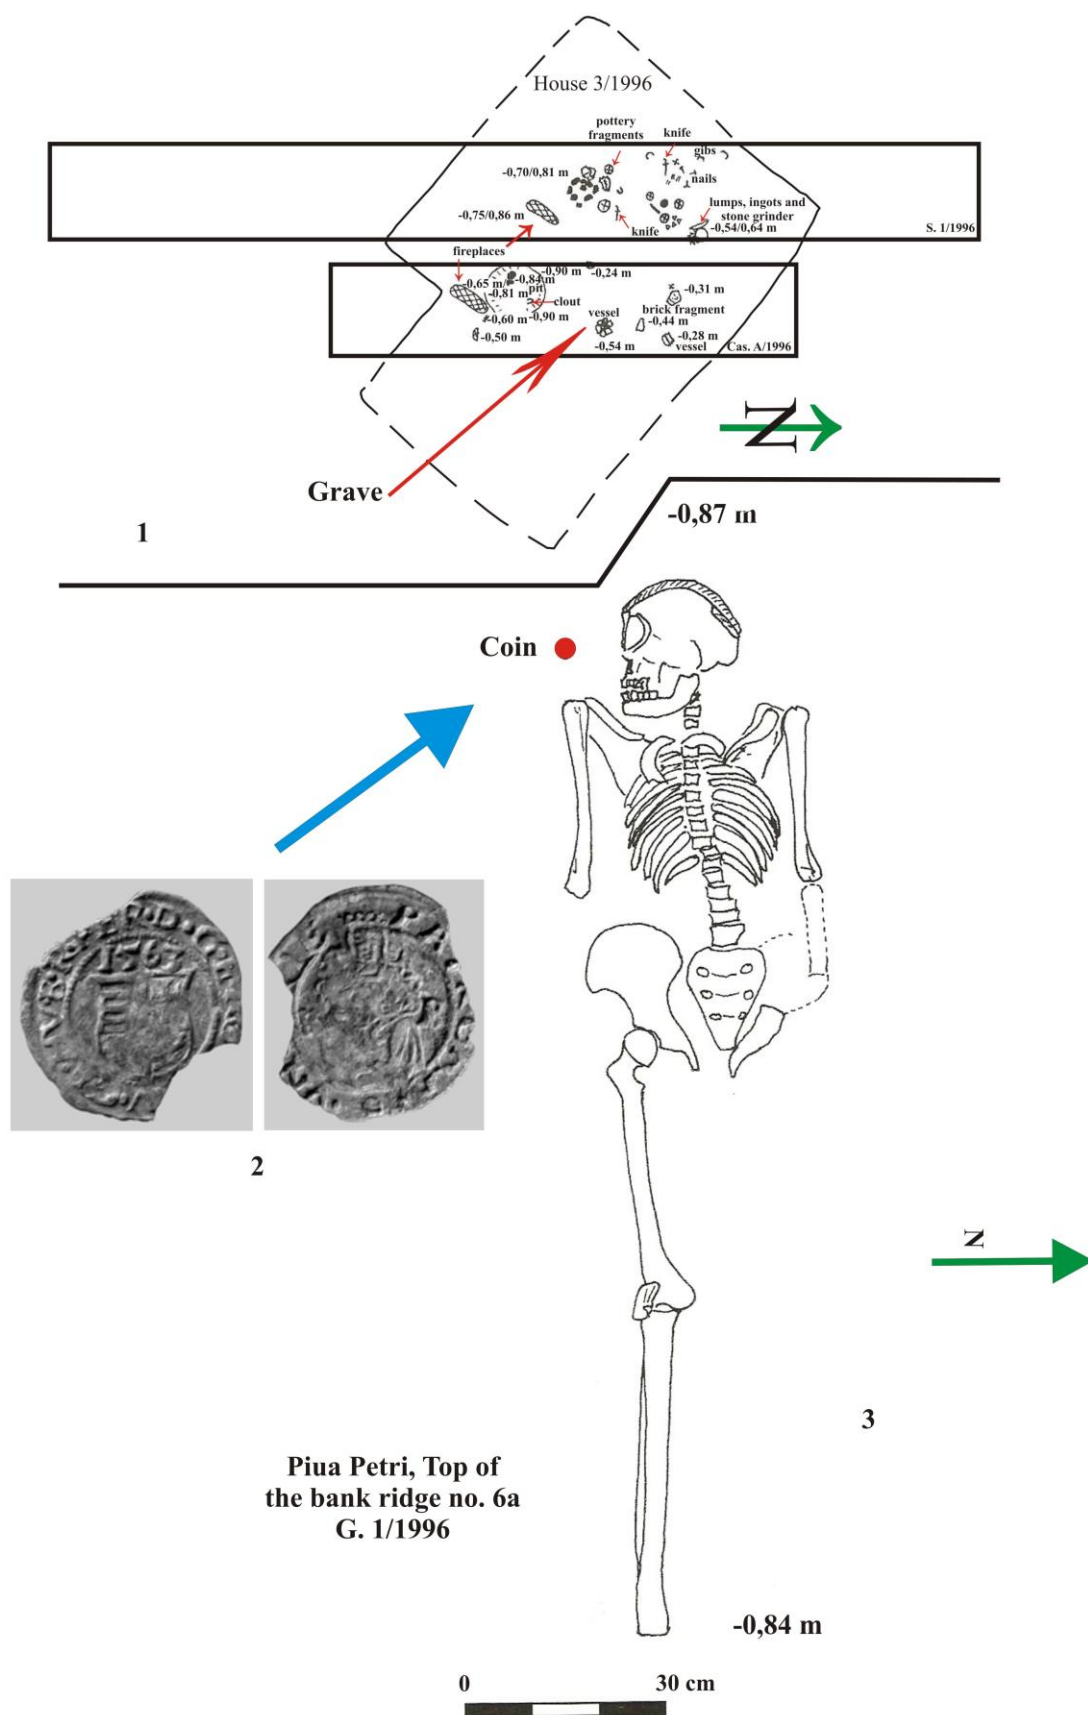 House 3/1996
pottery
fragments
knife
gibs
nails
-0,70/0,81 m
-0,75/0,86 m
knife
lumps, ingots and
stone grinder
-0,54/0,64 m
S. 1/1996
fireplaces
-0,65/
-0,81 m
-0,84 m
pit
-0,90 m
-0,24 m
-0,31 m
clout
-0,60 m
-0,90 m
-0,50 m
vessel
-0,54 m
brick fragment
-0,44 m
-0,28 m
vessel
Cas. A/1996
N
Grave
1
-0,87 m
Coin
1563
2
N
3
Piua Petri, Top of
the bank ridge no. 6a
G. 1/1996
-0,84 m
0 30 cm